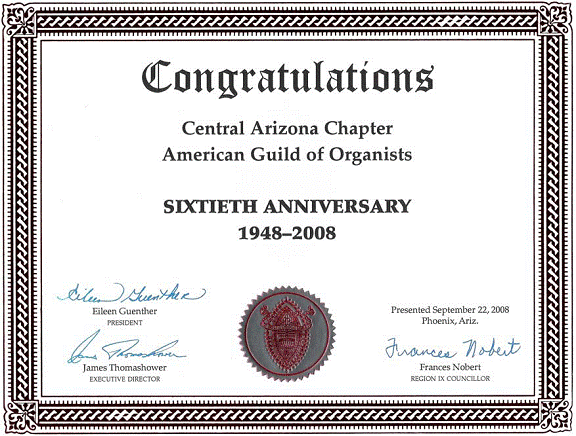 Congratulations
Central Arizona Chapter
American Guild of Organists
SIXTIETH ANNIVERSARY
1948–2008
Eileen Guenther
Eileen Guenther
PRESIDENT
James Thomashower
James Thomashower
EXECUTIVE DIRECTOR
Presented September 22, 2008
Phoenix, Ariz.
Frances Nobert
Frances Nobert
REGION IX COUNCILLOR